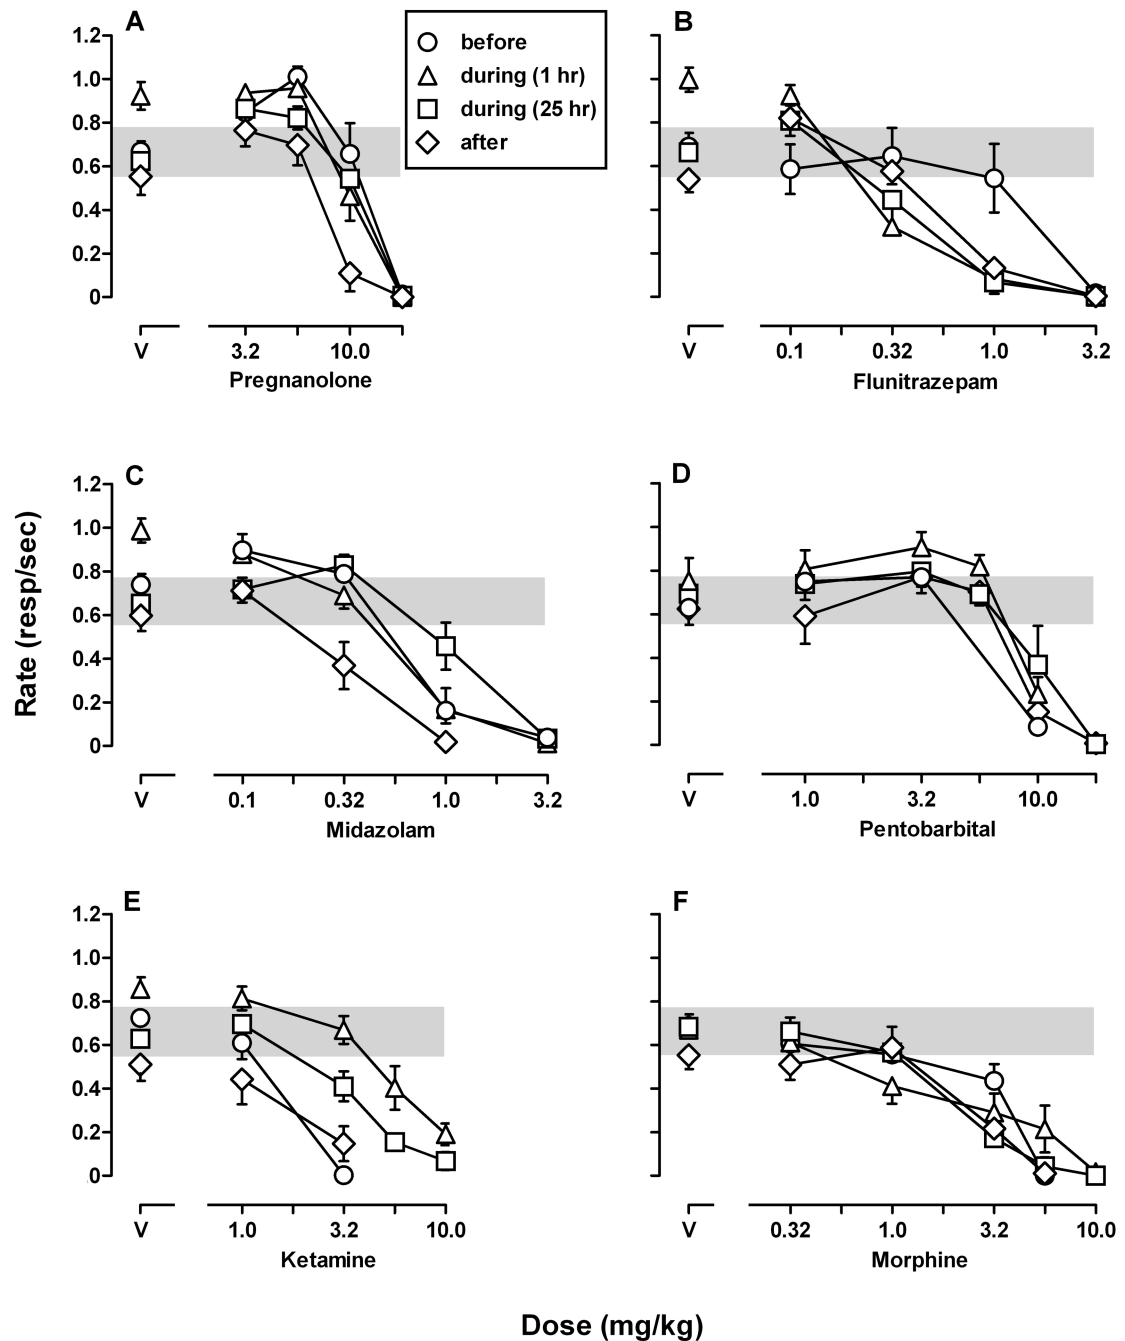 A
B
before
during (1 hr)
during (25 hr)
after
1.2
1.0
0.8
0.6
0.4
0.2
0
V 3.2 10.0
Pregnanolone
V 0.1 0.32 1.0 3.2
Flunitrazepam
C
D
Rate (resp/sec)
1.2
1.0
0.8
0.6
0.4
0.2
0
V 0.1 0.32 1.0 3.2
Midazolam
V 1.0 3.2 10.0
Pentobarbital
E
F
1.2
1.0
0.8
0.6
0.4
0.2
0
V 1.0 3.2 10.0
Ketamine
V 0.32 1.0 3.2 10.0
Morphine
Dose (mg/kg)